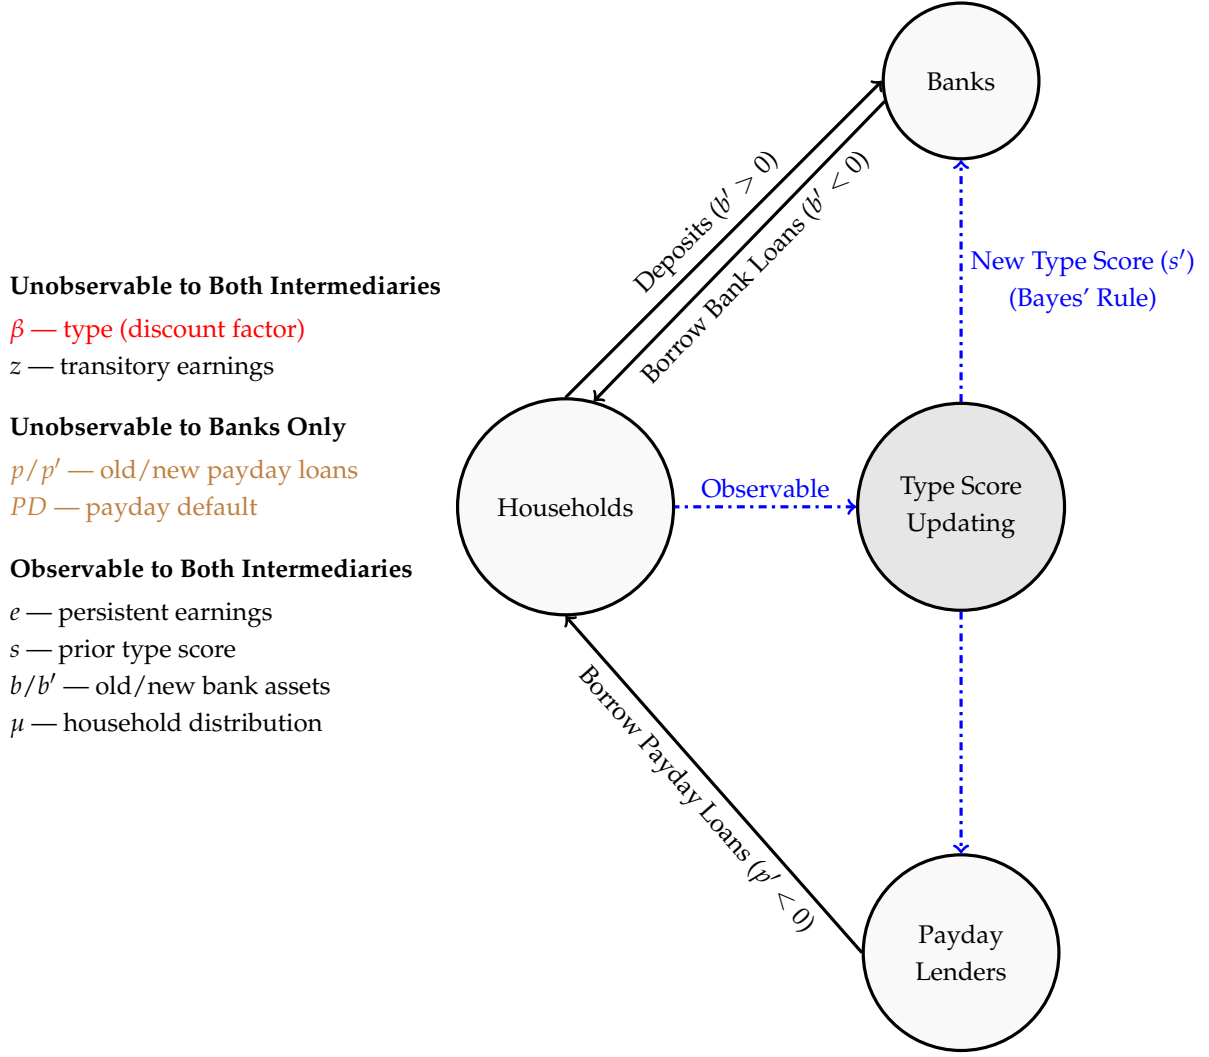 Banks
Deposits (b′ > 0)
Borrow Bank Loans (b′ < 0)
New Type Score (s′)
(Bayes’ Rule)
Unobservable to Both Intermediaries
β — type (discount factor)
z — transitory earnings
Unobservable to Banks Only
p/p′ — old/new payday loans
PD — payday default
Observable to Both Intermediaries
e — persistent earnings
s — prior type score
b/b′ — old/new bank assets
μ — household distribution
Households
Observable
Type Score
Updating
Borrow Payday Loans (p′ < 0)
Payday
Lenders